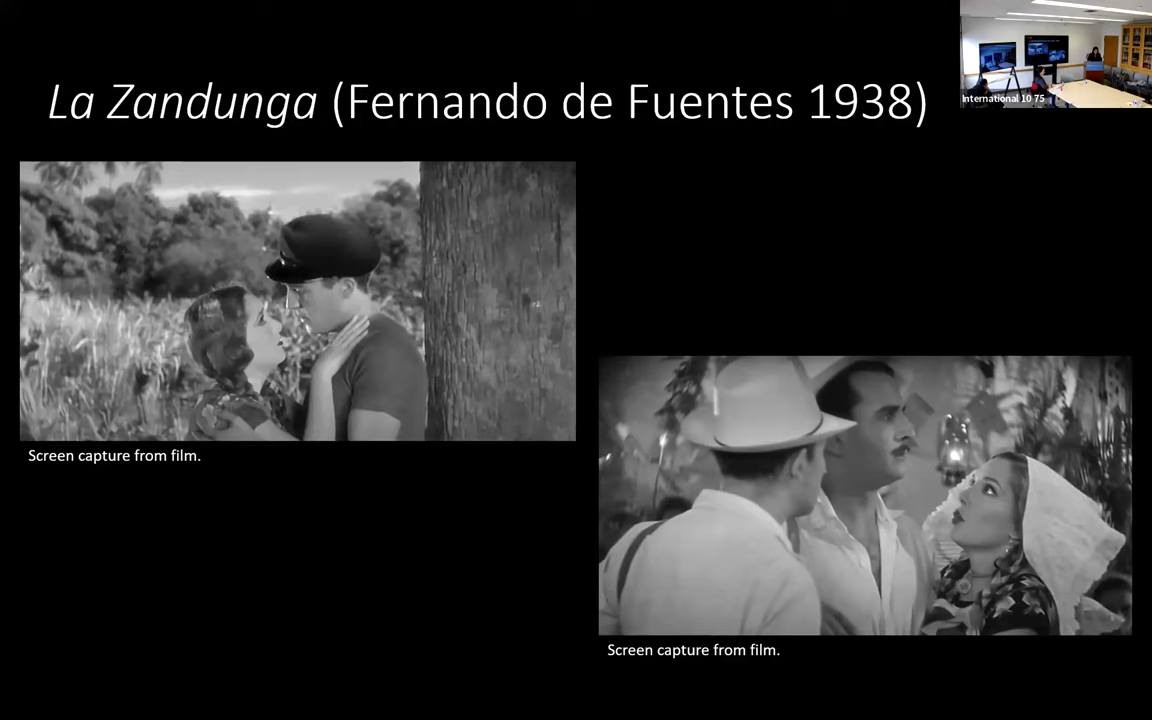 La Zandunga (Fernando de Fuentes 1938)
International 10 75
Screen capture from film.
Screen capture from film.